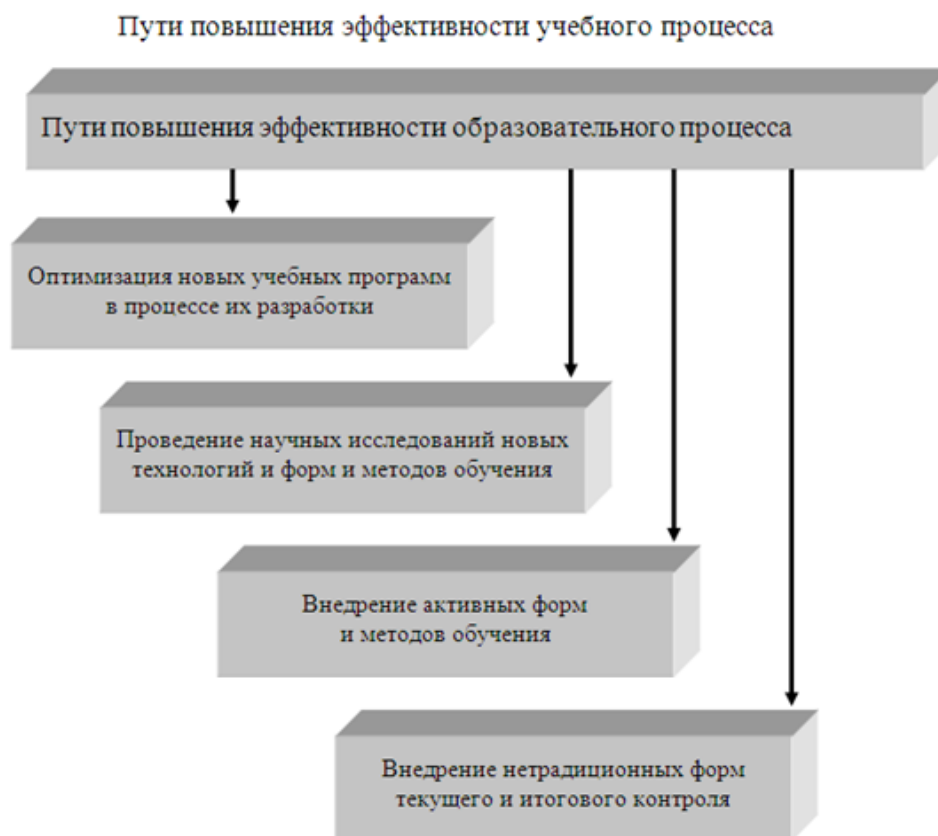 Пути повышения эффективности учебного процесса
Пути повышения эффективности образовательного процесса
Оптимизация новых учебных программ
в процессе их разработки
Проведение научных исследований новых
технологий и форм и методов обучения
Внедрение активных форм
и методов обучения
Внедрение нетрадиционных форм
текущего и итогового контроля